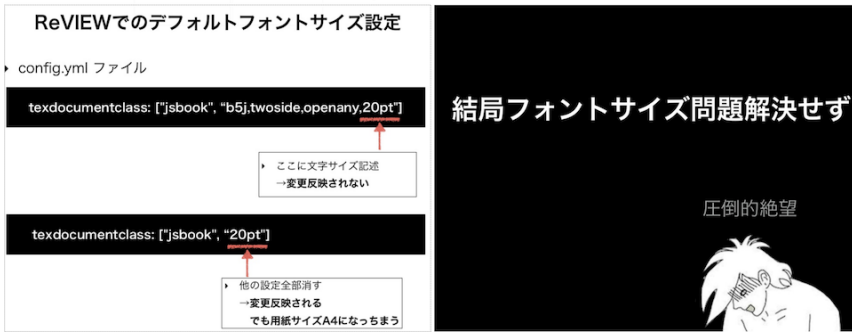 ReVIEWでのデフォルトフォントサイズ設定
config.yml ファイル
texdocumentclass: ["jsbook", “b5j,twoside,openany,20pt"]
ここに文字サイズ記述
→変更反映されない
texdocumentclass: ["jsbook", “20pt"]
他の設定全部消す
→変更反映される
でも用紙サイズA4になっちまう
結局フォントサイズ問題解決せず
圧倒的絶望